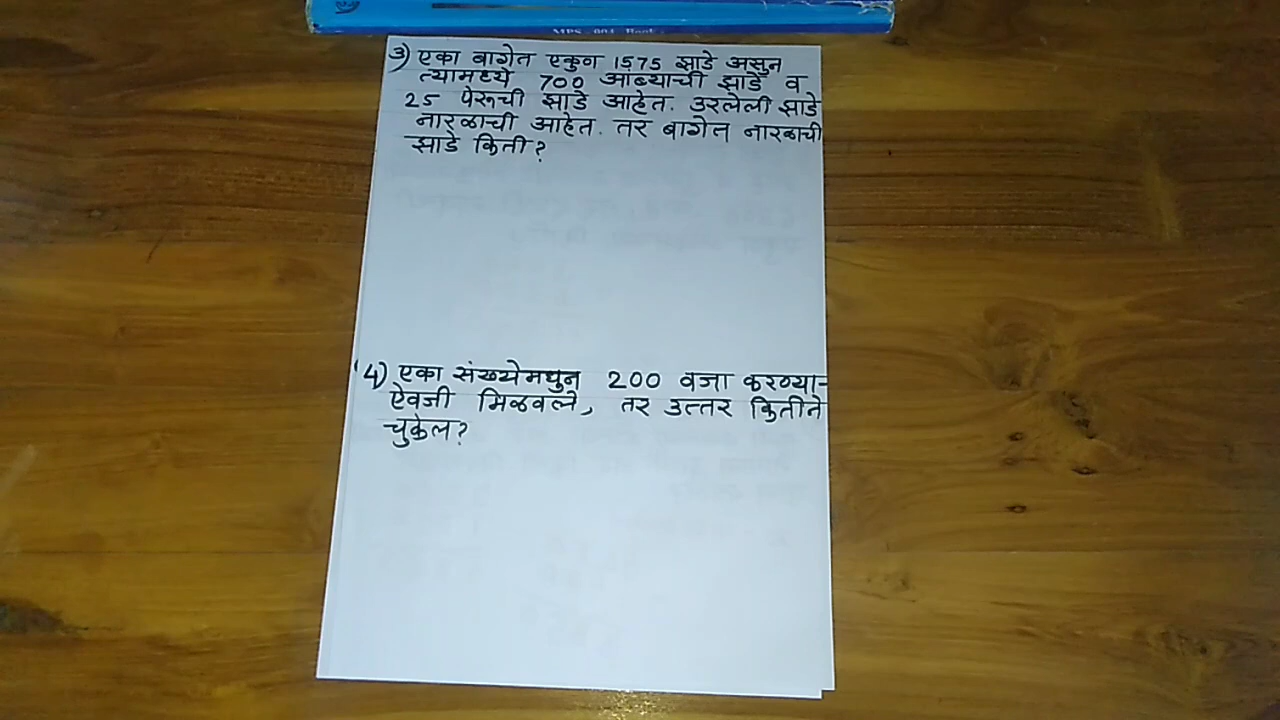 3) एका बागेत एकुण 1575 झाडे असुन
त्यामध्ये 700 आंब्याची झाडे व
25 पेरूची झाडे आहेत. उरलेली झाडे
नारळाची आहेत. तर बागेत नारळाची
झाडे किती?
4) एका संख्येमधुन 200 वजा करण्या-
ऐवजी मिळवले, तर उत्तर कितीने
चुकेल?